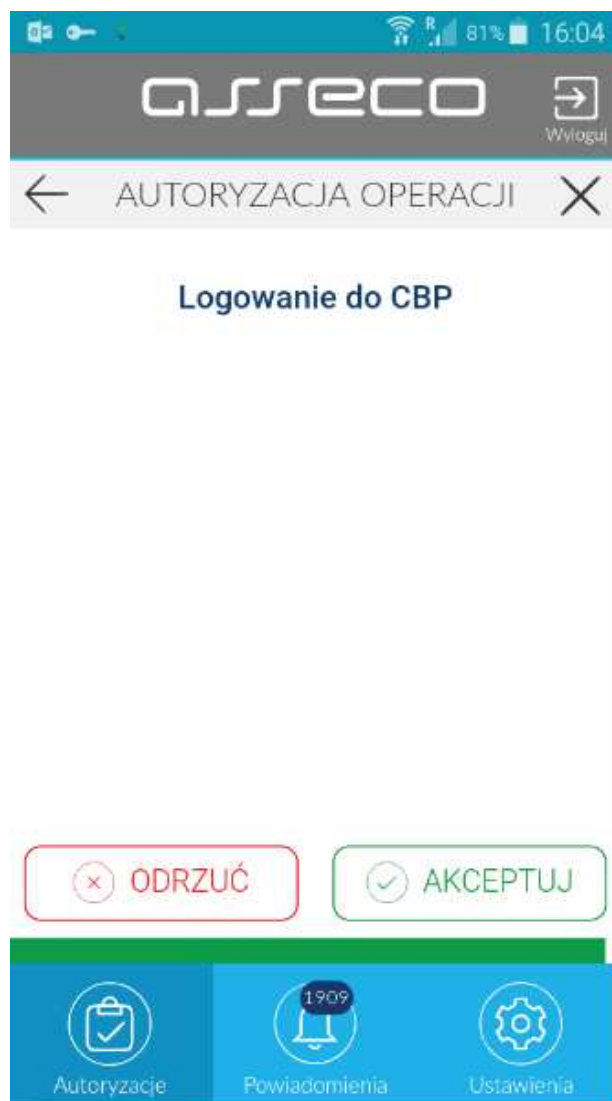 R 81% 16:04
asseco
Wyloguj
AUTORYZACJA OPERACJI
Logowanie do CBP
ODRZUĆ AKCEPTUJ
1909
Autoryzacje Powiadomienia Ustawienia